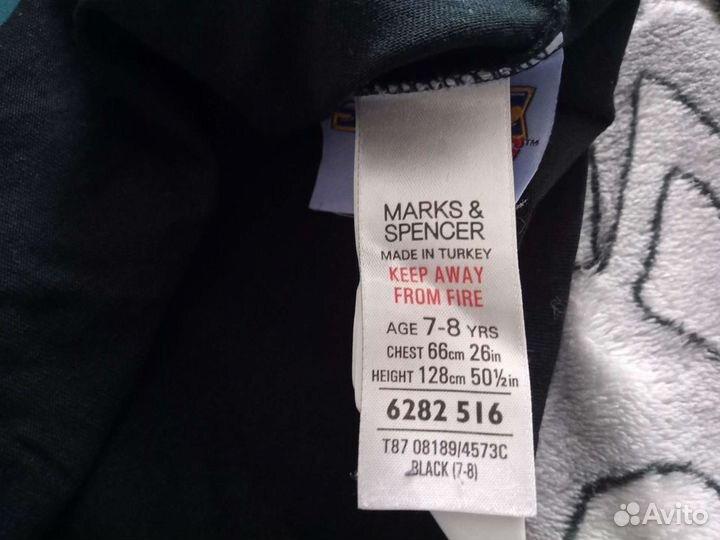 ™
MARKS &
SPENCER
MADE IN TURKEY
KEEP AWAY
FROM FIRE
AGE 7-8 YRS
CHEST 66cm 26in
HEIGHT 128cm 50½in
6282 516
T87 08189/4573C
BLACK (7-8)
Avito